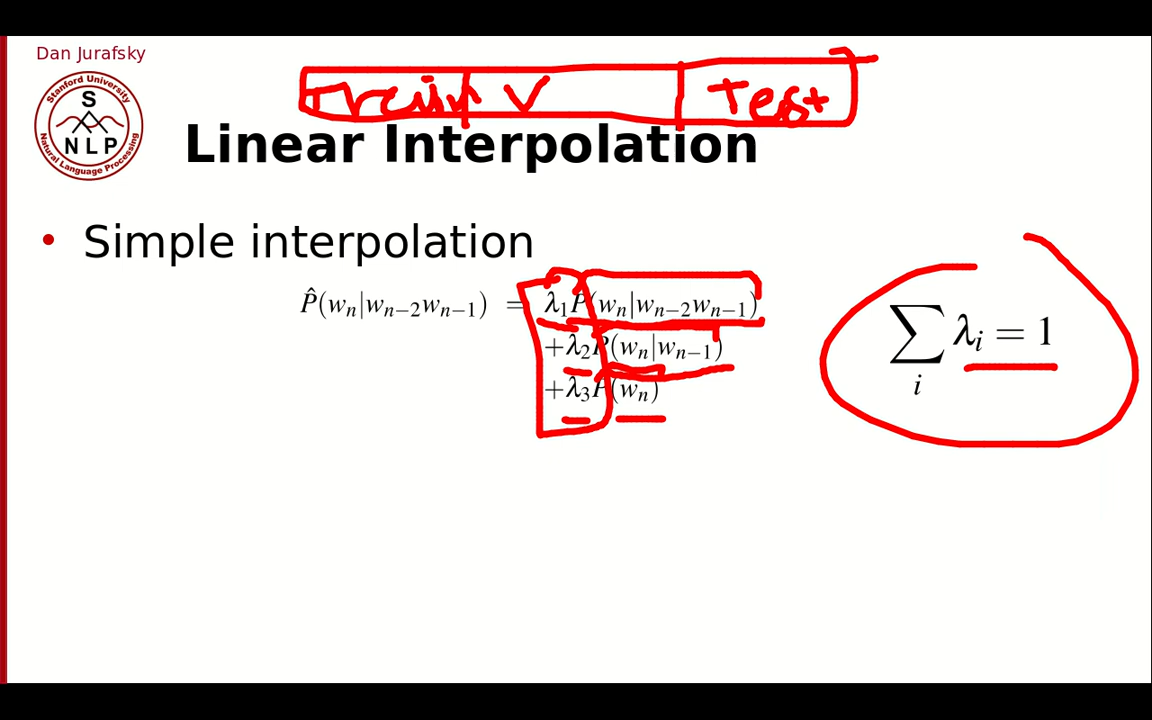 Dan Jurafsky
Train V Test
Stanford University
S
NLP
Natural Language Processing
Linear Interpolation
• Simple interpolation
P̂(wₙ|wₙ₋₂wₙ₋₁) = λ₁P(wₙ|wₙ₋₂wₙ₋₁)
+λ₂P(wₙ|wₙ₋₁)
+λ₃P(wₙ)
∑ᵢ λᵢ = 1